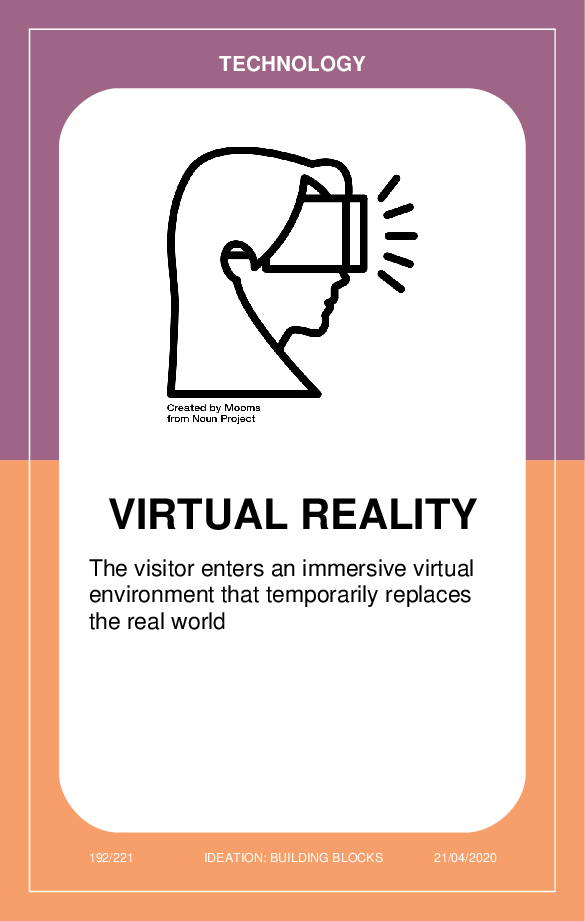 TECHNOLOGY
Created by Mooms
from Noun Project
VIRTUAL REALITY
The visitor enters an immersive virtual
environment that temporarily replaces
the real world
192/221 IDEATION: BUILDING BLOCKS 21/04/2020